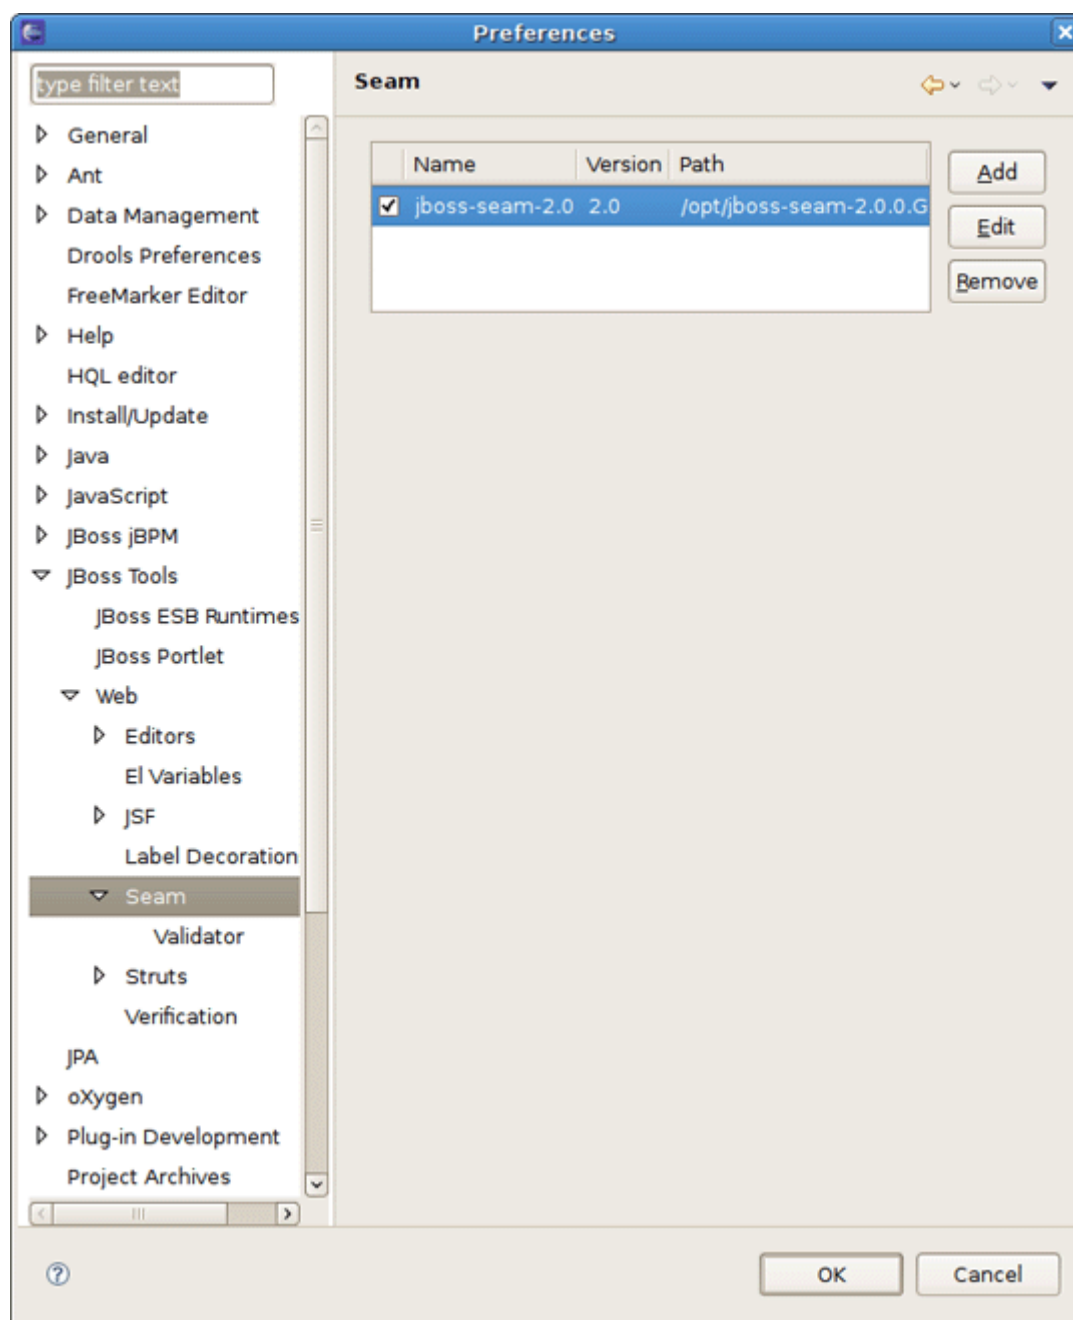 Preferences
type filter text
General
Ant
Data Management
Drools Preferences
FreeMarker Editor
Help
HQL editor
Install/Update
Java
JavaScript
JBoss jBPM
JBoss Tools
JBoss ESB Runtimes
JBoss Portlet
Web
Editors
El Variables
JSF
Label Decoration
Seam
Validator
Struts
Verification
JPA
oXygen
Plug-in Development
Project Archives
Seam
Name Version Path
jboss-seam-2.0 2.0 /opt/jboss-seam-2.0.0.G
Add
Edit
Remove
OK Cancel